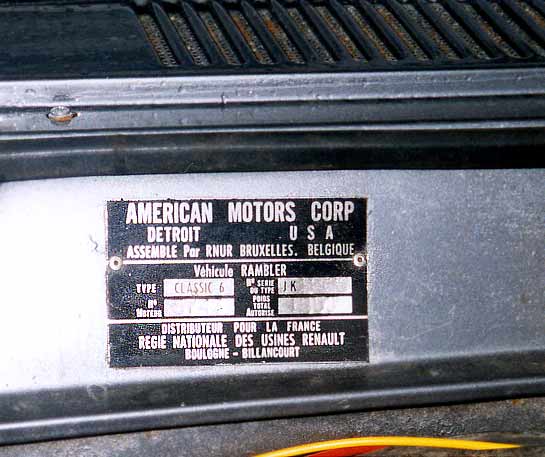 AMERICAN MOTORS CORP
DETROIT U S A
ASSEMBLE Par RNUR BRUXELLES. BELGIQUE
Véhicule RAMBLER
TYPE CLASSIC 6 No SERIE OU TYPE JK
No MOTEUR POIDS TOTAL AUTORISE
DISTRIBUTEUR POUR LA FRANCE
REGIE NATIONALE DES USINES RENAULT
BOULOGNE - BILLANCOURT